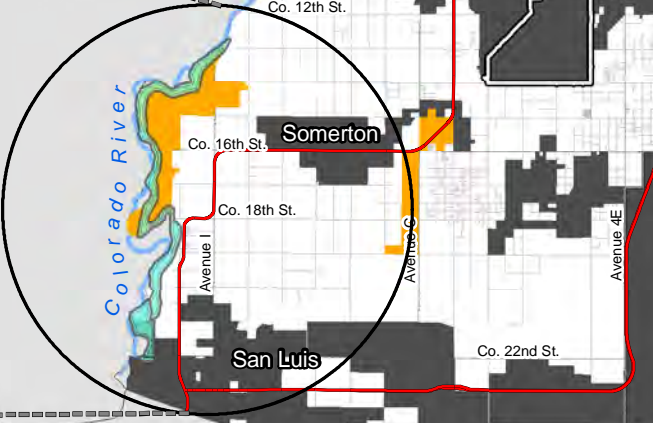 Co. 12th St.
Somerton
Co. 16th St.
Colorado River
Co. 18th St.
Avenue I
Avenue G
Avenue 4E
Co. 22nd St.
San Luis